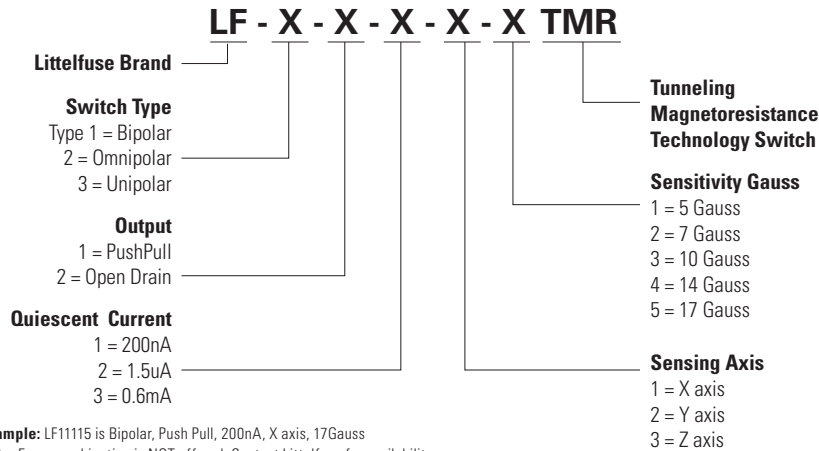 LF - X - X - X - X - X TMR
Littelfuse Brand
Switch Type
Type 1 = Bipolar
2 = Omnipolar
3 = Unipolar
Output
1 = PushPull
2 = Open Drain
Quiescent Current
1 = 200nA
2 = 1.5uA
3 = 0.6mA
Tunneling
Magnetoresistance
Technology Switch
Sensitivity Gauss
1 = 5 Gauss
2 = 7 Gauss
3 = 10 Gauss
4 = 14 Gauss
5 = 17 Gauss
Sensing Axis
1 = X axis
2 = Y axis
3 = Z axis
ample: LF11115 is Bipolar, Push Pull, 200nA, X axis, 17Gauss